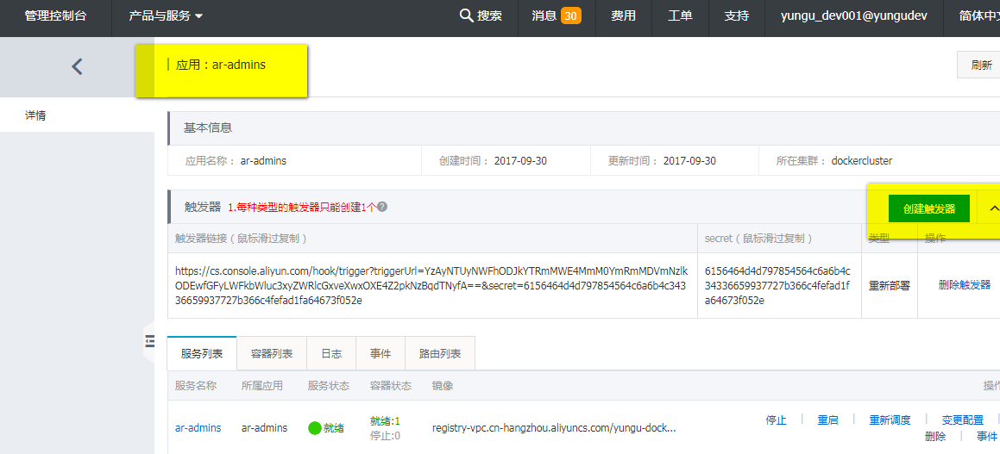 管理控制台 产品与服务 搜索 消息 30 费用 工单 支持 yungu_dev001@yungudev 简体中文
应用：ar-admins
刷新
详情
基本信息
应用名称： ar-admins 创建时间： 2017-09-30 更新时间： 2017-09-30 所在集群： dockercluster
触发器 1.每种类型的触发器只能创建1个 创建触发器
触发器链接（鼠标滑过复制） secret（鼠标滑过复制） 类型 操作
https://cs.console.aliyun.com/hook/trigger?triggerUrl=YzAyNTUyNWFhODJkYTRmMWE4MmM0YmRmMDVmNzlk
ODEwfGFyLWFkbWluc3xyZWRlcGxveXwxOXE4Z2pkNzBqdTNyfA==&secret=6156464d4d797854564c6a6b4c343
36659937727b366c4fefad1fa64673f052e
6156464d4d797854564c6a6b4c
34336659937727b366c4fefad1f
a64673f052e
重新部署 删除触发器
服务列表 容器列表 日志 事件 路由列表
服务名称 所属应用 服务状态 容器状态 镜像 操作
ar-admins ar-admins 就绪 就绪:1
停止:0
registry-vpc.cn-hangzhou.aliyuncs.com/yungu-dock...
停止 重启 重新调度 变更配置
删除 事件